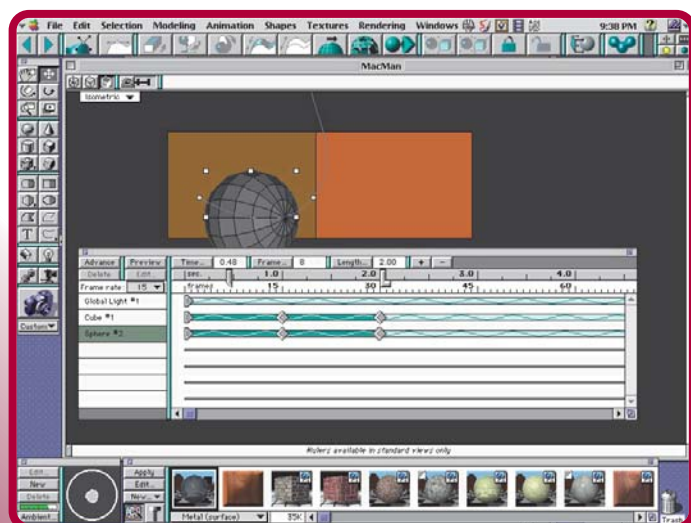 File Edit Selection Modeling Animation Shapes Textures Rendering Windows 9:38 PM
MacMan
Isometric
Advance Preview Time... 0.48 Frame... 8 Length... 2.00 + -
Delete Edit... sec. 1.0 2.0 3.0 4.0
Frame rate: 15 frames 15 30 45 60
Global Light #1
Cube #1
Sphere #2
Custom
Rulers available in standard views only
Edit... Apply
New Edit...
Delete New...
Ambient... Metal (surface) 35K Trash